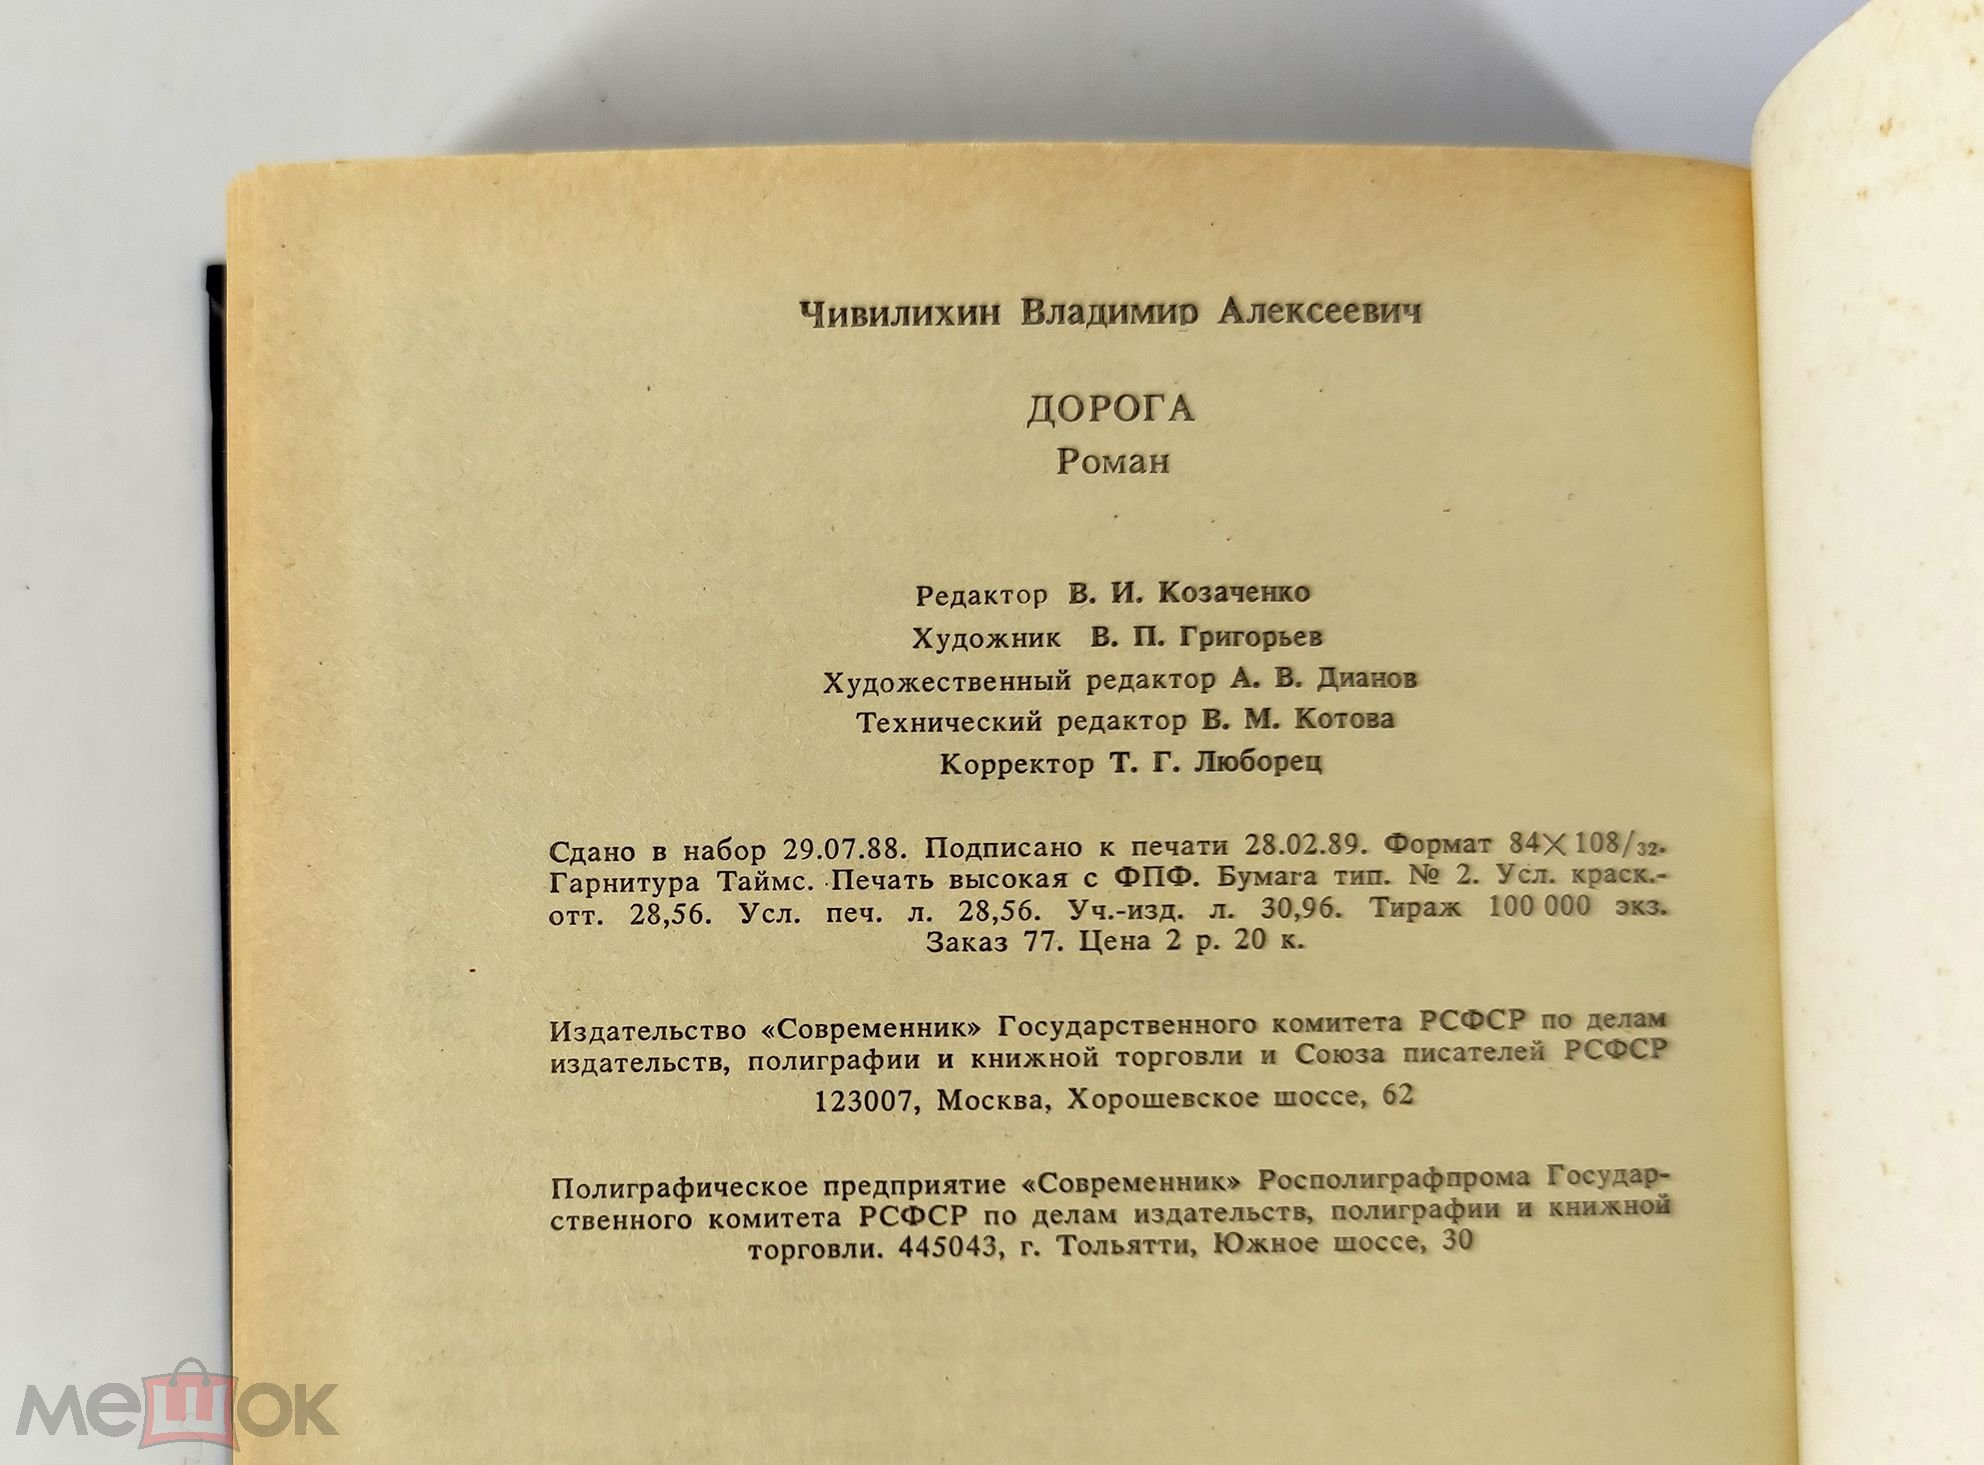 Чивилихин Владимир Алексеевич
ДОРОГА
Роман
Редактор В. И. Козаченко
Художник В. П. Григорьев
Художественный редактор А. В. Дианов
Технический редактор В. М. Котова
Корректор Т. Г. Люборец
Сдано в набор 29.07.88. Подписано к печати 28.02.89. Формат 84×108/32.
Гарнитура Таймс. Печать высокая с ФПФ. Бумага тип. № 2. Усл. краск.-
отт. 28,56. Усл. печ. л. 28,56. Уч.-изд. л. 30,96. Тираж 100 000 экз.
Заказ 77. Цена 2 р. 20 к.
Издательство «Современник» Государственного комитета РСФСР по делам
издательств, полиграфии и книжной торговли и Союза писателей РСФСР
123007, Москва, Хорошевское шоссе, 62
Полиграфическое предприятие «Современник» Росполиграфпрома Государ-
ственного комитета РСФСР по делам издательств, полиграфии и книжной
торговли. 445043, г. Тольятти, Южное шоссе, 30
мешок